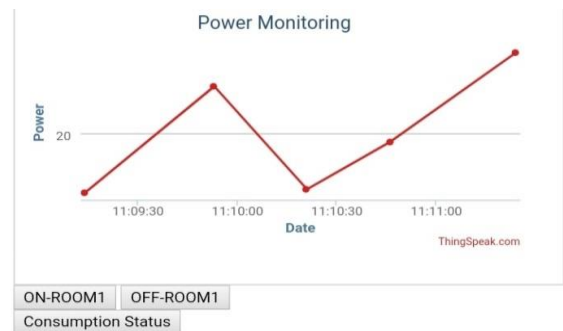 Power Monitoring
Power
20
11:09:30 11:10:00 11:10:30 11:11:00
Date
ThingSpeak.com
ON-ROOM1 OFF-ROOM1
Consumption Status